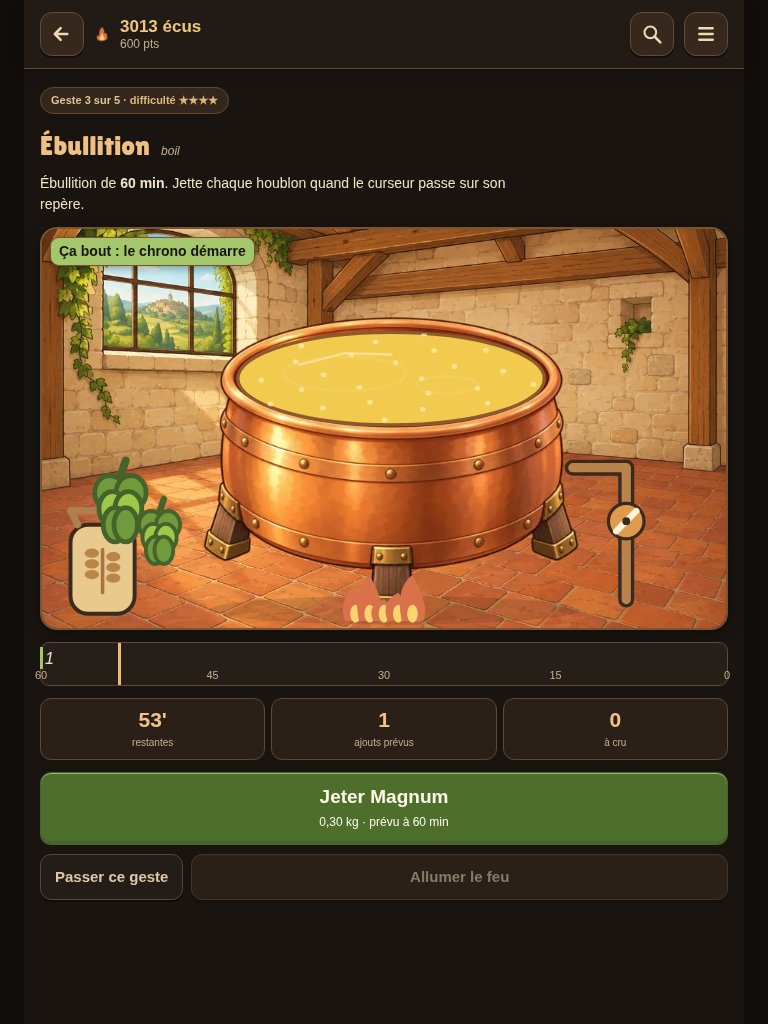 3013 écus
600 pts
Geste 3 sur 5 · difficulté ★★★★
Ébullition boil
Ébullition de 60 min. Jette chaque houblon quand le curseur passe sur son
repère.
Ça bout : le chrono démarre
1
60 45 30 15 0
53' 1 0
restantes ajouts prévus à cru
Jeter Magnum
0,30 kg · prévu à 60 min
Passer ce geste Allumer le feu